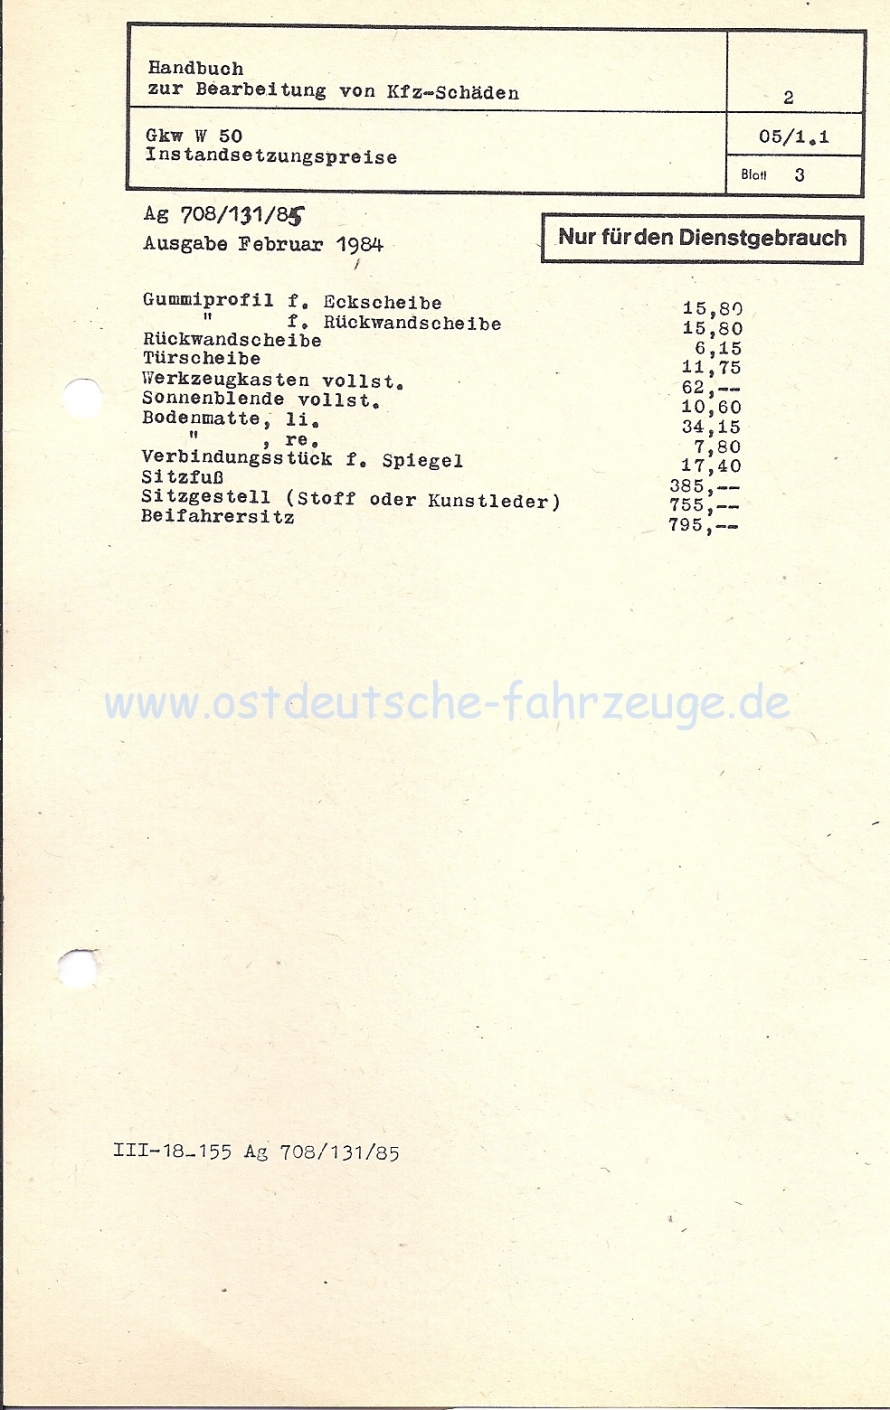 Handbuch
zur Bearbeitung von Kfz-Schäden
2
Gkw W 50
Instandsetzungspreise
05/1.1
Blatt 3
Ag 708/131/85
Ausgabe Februar 1984
Nur für den Dienstgebrauch
Gummiprofil f. Eckscheibe 15,80
" f. Rückwandscheibe 15,80
Rückwandscheibe 6,15
Türscheibe 11,75
Werkzeugkasten vollst. 62,--
Sonnenblende vollst. 10,60
Bodenmatte, li. 34,15
" , re. 7,80
Verbindungsstück f. Spiegel 17,40
Sitzfuß 385,--
Sitzgestell (Stoff oder Kunstleder) 755,--
Beifahrersitz 795,--
www.ostdeutsche-fahrzeuge.de
III-18-155 Ag 708/131/85